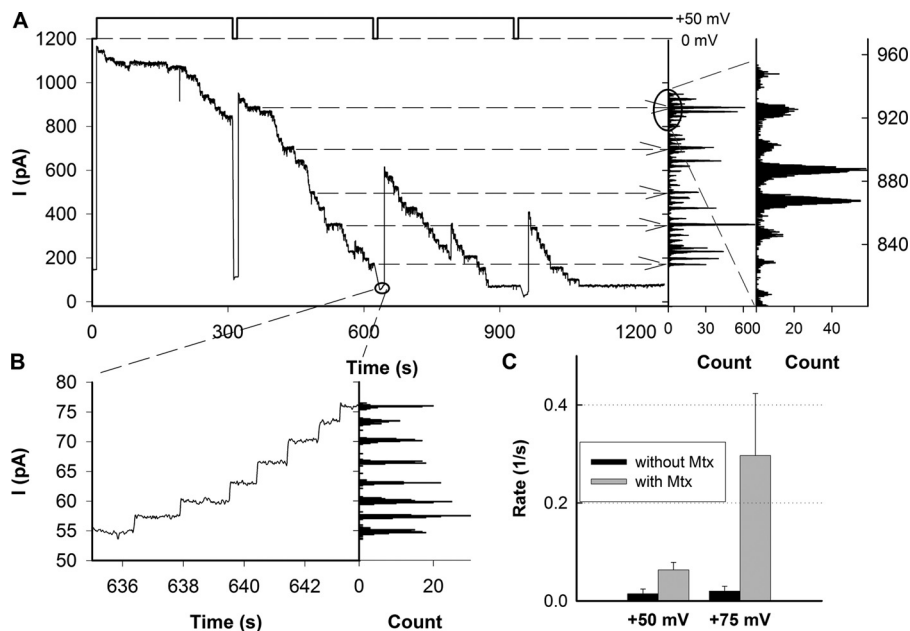 A
+50 mV
0 mV
1200
1000
800
600
400
200
0
I (pA)
0
300
600
900
1200
Time (s)
0
30
60
Count
960
920
880
840
0
20
40
Count
B
80
75
70
65
60
55
50
I (pA)
636
638
640
642
Time (s)
0
20
Count
C
0.4
0.2
0.0
Rate (1/s)
without Mtx
with Mtx
+50 mV
+75 mV